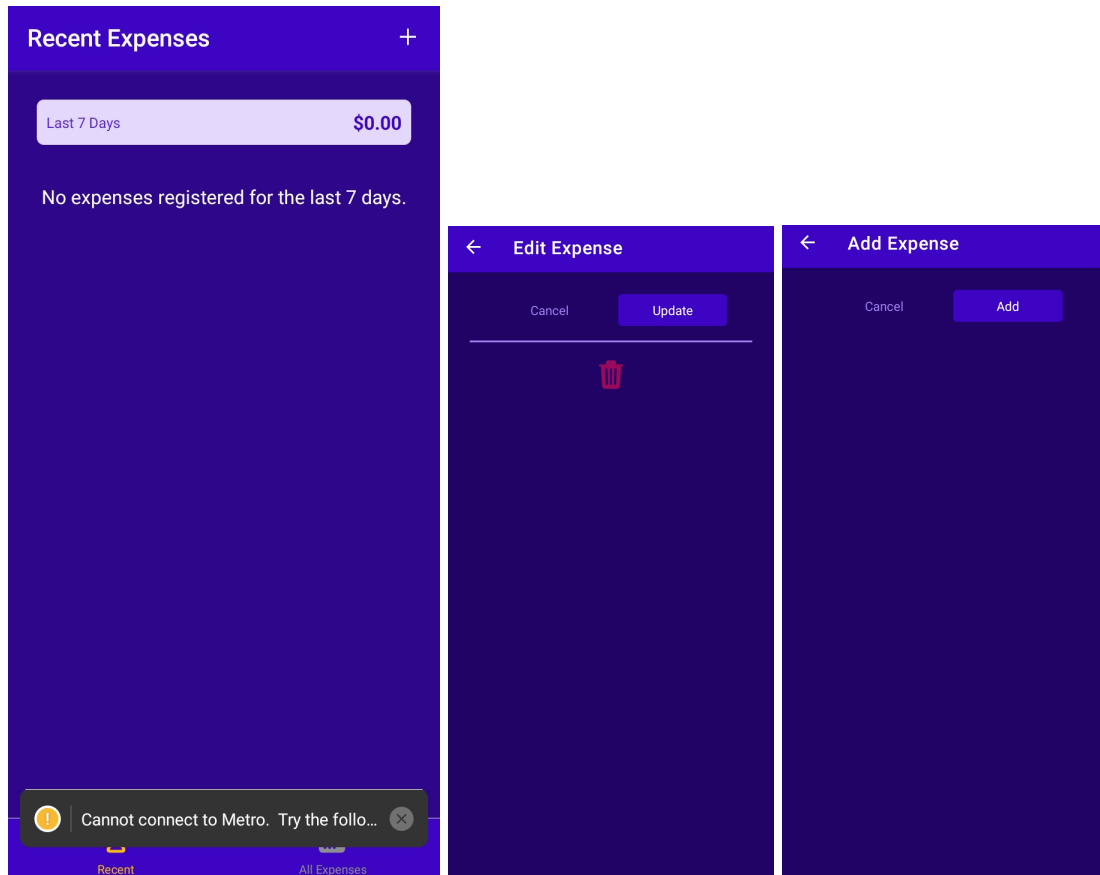 Recent Expenses
Last 7 Days $0.00
No expenses registered for the last 7 days.
Cannot connect to Metro. Try the follo...
Recent All Expenses
Edit Expense
Cancel Update
Add Expense
Cancel Add